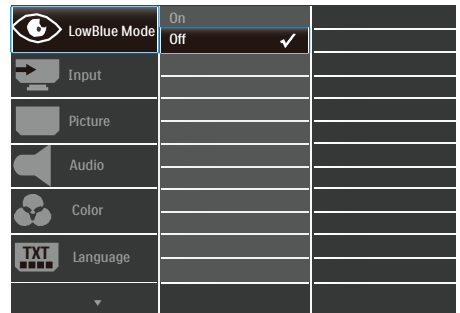 LowBlue Mode
On
Off
Input
Picture
Audio
Color
TXT
Language